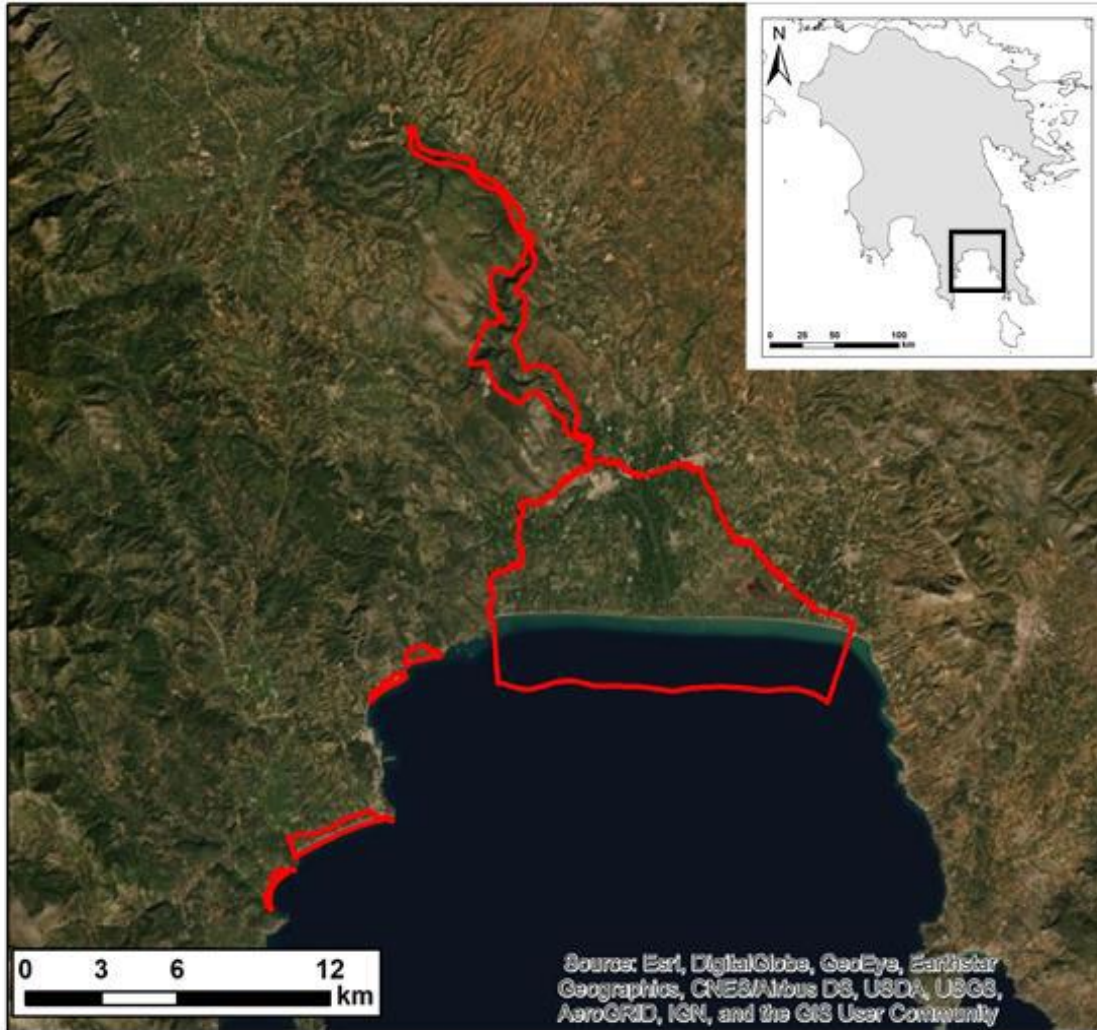 N
0 25 50 100
km
0 3 6 12
km
Source: Esri, DigitalGlobe, GeoEye, Earthstar
Geographics, CNES/Airbus DS, USDA, USGS,
AeroGRID, IGN, and the GIS User Community